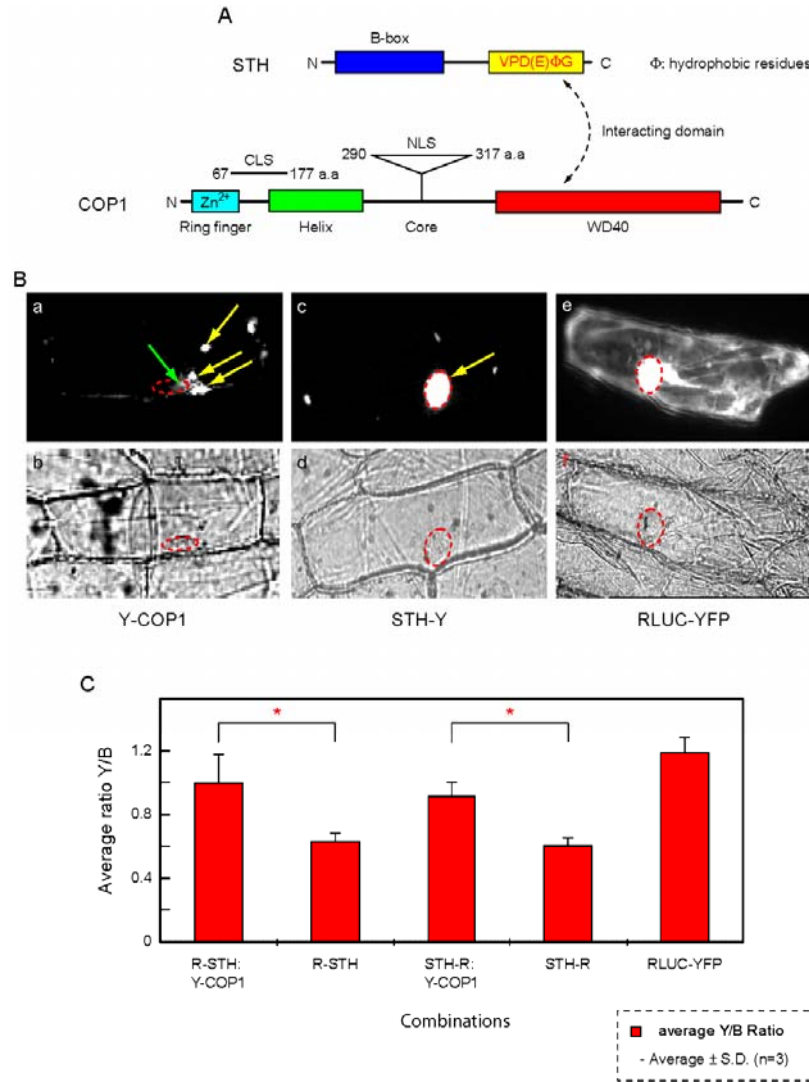 A
B-box
STH N VPD(E)ΦG C Φ: hydrophobic residues
Interacting domain
NLS
290 317 a.a
CLS
67 177 a.a
COP1 N Zn2+ C
Ring finger Helix Core WD40
B
a c e
b d f
Y-COP1 STH-Y RLUC-YFP
C
* *
Average ratio Y/B
1.2
0.8
0.4
0
R-STH: R-STH STH-R: STH-R RLUC-YFP
Y-COP1 Y-COP1
Combinations
average Y/B Ratio
- Average ± S.D. (n=3)